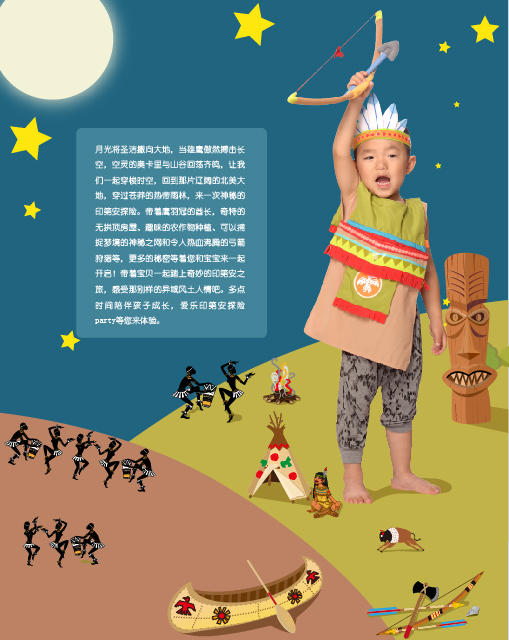 月光将圣洁撒向大地，当雄鹰傲然搏击长
空，空灵的奥卡里与山谷回荡齐鸣，让我
们一起穿梭时空，回到那片辽阔的北美大
地，穿过苍莽的热带雨林，来一次神秘的
印第安探险。带着鹰羽冠的酋长，奇特的
无拱顶房屋、趣味的农作物种植、可以捕
捉梦境的神秘之网和令人热血沸腾的弓箭
狩猎等，更多的秘密等着您和宝宝来一起
开启！带着宝贝一起踏上奇妙的印第安之
旅，感受那别样的异域风土人情吧。多点
时间陪伴孩子成长，爱乐印第安探险
party等您来体验。